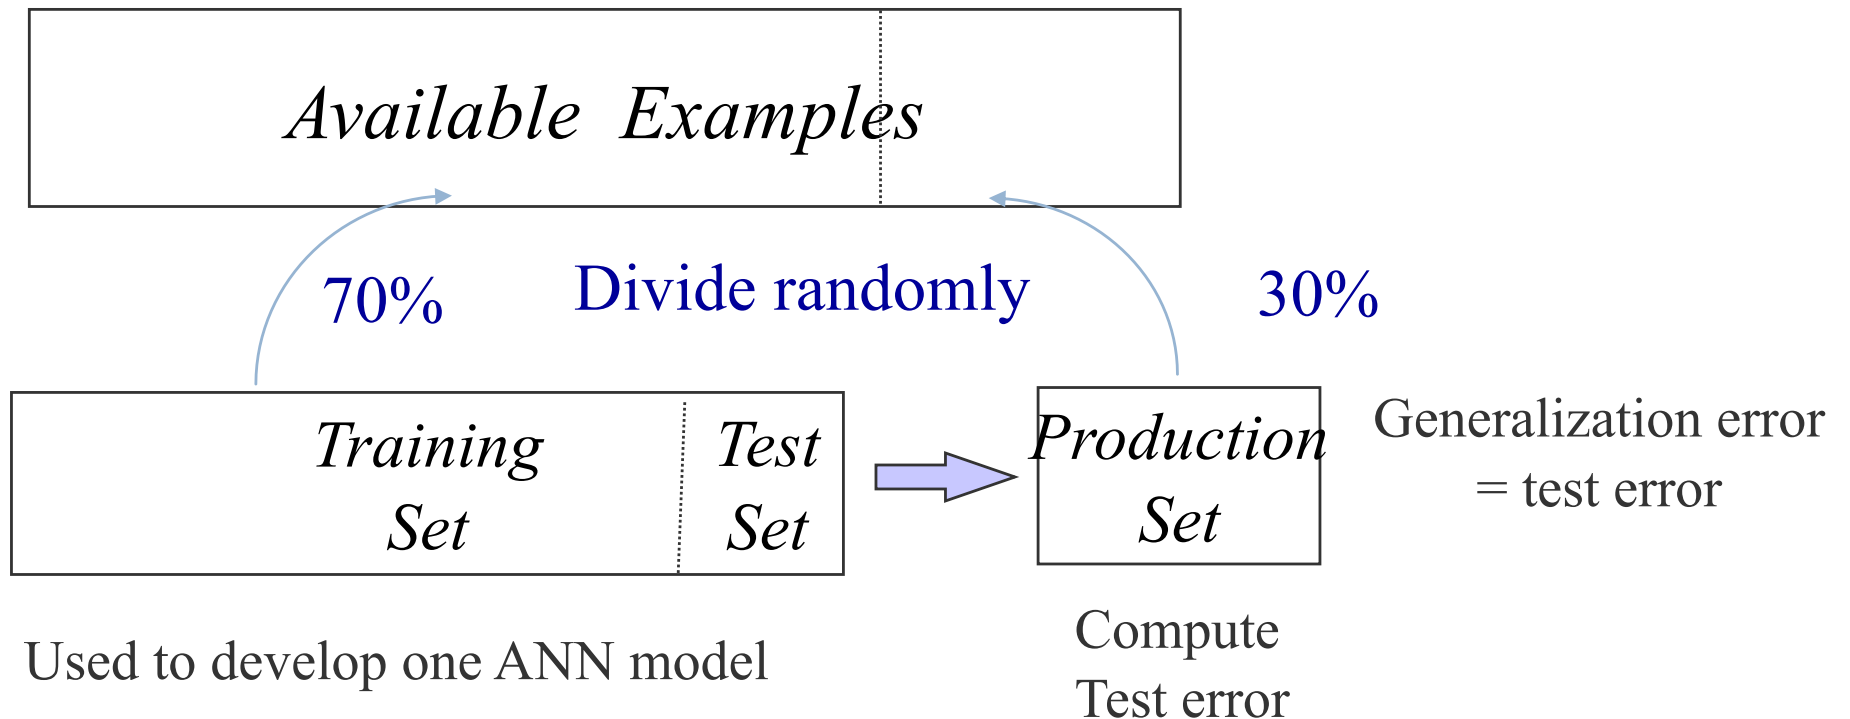 Available Examples
70%
Divide randomly
30%
Training
Set
Test
Set
Production
Set
Generalization error
= test error
Used to develop one ANN model
Compute
Test error